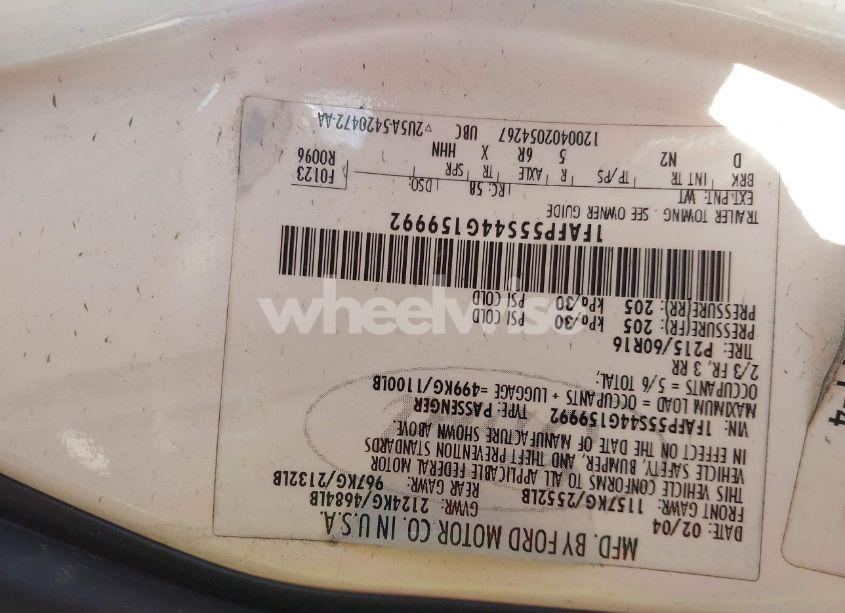 MFD. BY FORD MOTOR CO. IN U.S.A.
DATE: 02/04 GVWR: 2124KG/4684LB
FRONT GAWR: 1157KG/2552LB REAR GAWR: 967KG/2132LB
THIS VEHICLE CONFORMS TO ALL APPLICABLE FEDERAL MOTOR
VEHICLE SAFETY, BUMPER, AND THEFT PREVENTION STANDARDS
IN EFFECT ON THE DATE OF MANUFACTURE SHOWN ABOVE.
VIN: 1FAFP55S44G159992 TYPE: PASSENGER
MAXIMUM LOAD = OCCUPANTS + LUGGAGE =499KG/1100LB
OCCUPANTS = 5/6 TOTAL,
2/3 FR, 3 RR
TIRE: P215/60R16
PRESSURE(FR): 205 kPa/30 PSI COLD
PRESSURE(RR): 205 kPa/30 PSI COLD
1FAFP55S44G159992
TRAILER TOWING - SEE OWNER GUIDE
EXT PNT: WT RC: 58 DSO: F0123
BRK INT TR TP/PS R AXLE TR SPR R0096
D N2 5 6R X HHN
1200402054267 UBC ▽ 2U5A5420472-AA
wheelwise